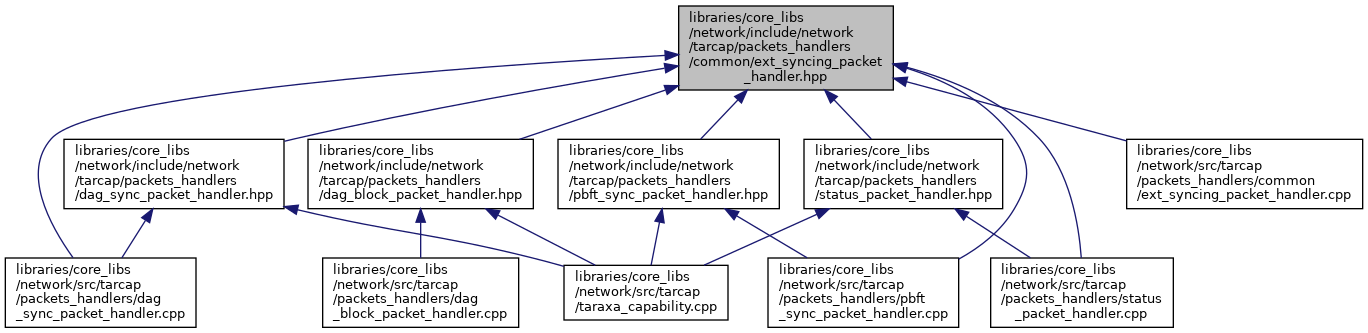 libraries/core_libs
/network/include/network
/tarcap/packets_handlers
/common/ext_syncing_packet
_handler.hpp
libraries/core_libs
/network/include/network
/tarcap/packets_handlers
/dag_sync_packet_handler.hpp
libraries/core_libs
/network/include/network
/tarcap/packets_handlers
/dag_block_packet_handler.hpp
libraries/core_libs
/network/include/network
/tarcap/packets_handlers
/pbft_sync_packet_handler.hpp
libraries/core_libs
/network/include/network
/tarcap/packets_handlers
/status_packet_handler.hpp
libraries/core_libs
/network/src/tarcap
/packets_handlers/common
/ext_syncing_packet_handler.cpp
libraries/core_libs
/network/src/tarcap
/packets_handlers/dag
_sync_packet_handler.cpp
libraries/core_libs
/network/src/tarcap
/packets_handlers/dag
_block_packet_handler.cpp
libraries/core_libs
/network/src/tarcap
/taraxa_capability.cpp
libraries/core_libs
/network/src/tarcap
/packets_handlers/pbft
_sync_packet_handler.cpp
libraries/core_libs
/network/src/tarcap
/packets_handlers/status
_packet_handler.cpp